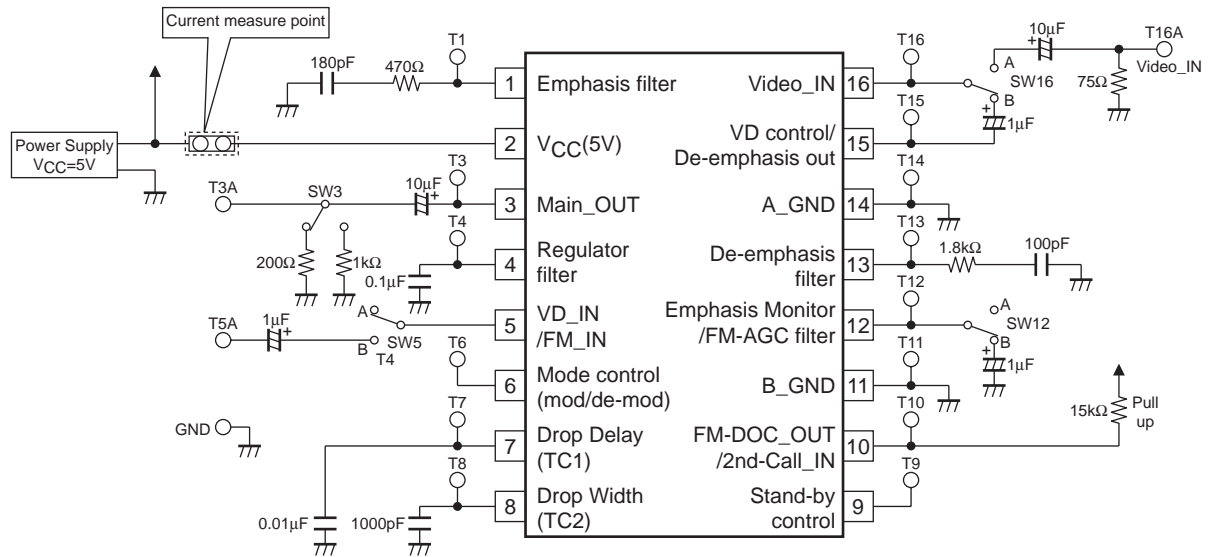 Current measure point
T1
180pF
470Ω
1
Emphasis filter
Power Supply
VCC=5V
2
VCC(5V)
T3A
SW3
10μF
+
T3
3
Main_OUT
200Ω
1kΩ
T4
0.1μF
4
Regulator
filter
T5A
1μF
+
A
B
SW5
T4
5
VD_IN
/FM_IN
T6
6
Mode control
(mod/de-mod)
GND
T7
7
Drop Delay
(TC1)
0.01μF
T8
1000pF
8
Drop Width
(TC2)
T16
Video_IN
16
A
SW16
B
10μF
+
T16A
Video_IN
75Ω
T15
+
1μF
VD control/
De-emphasis out
15
T14
A_GND
14
T13
De-emphasis
filter
13
1.8kΩ
100pF
T12
Emphasis Monitor
/FM-AGC filter
12
A
SW12
B
+
1μF
T11
B_GND
11
T10
FM-DOC_OUT
/2nd-Call_IN
10
15kΩ
Pull
up
T9
Stand-by
control
9